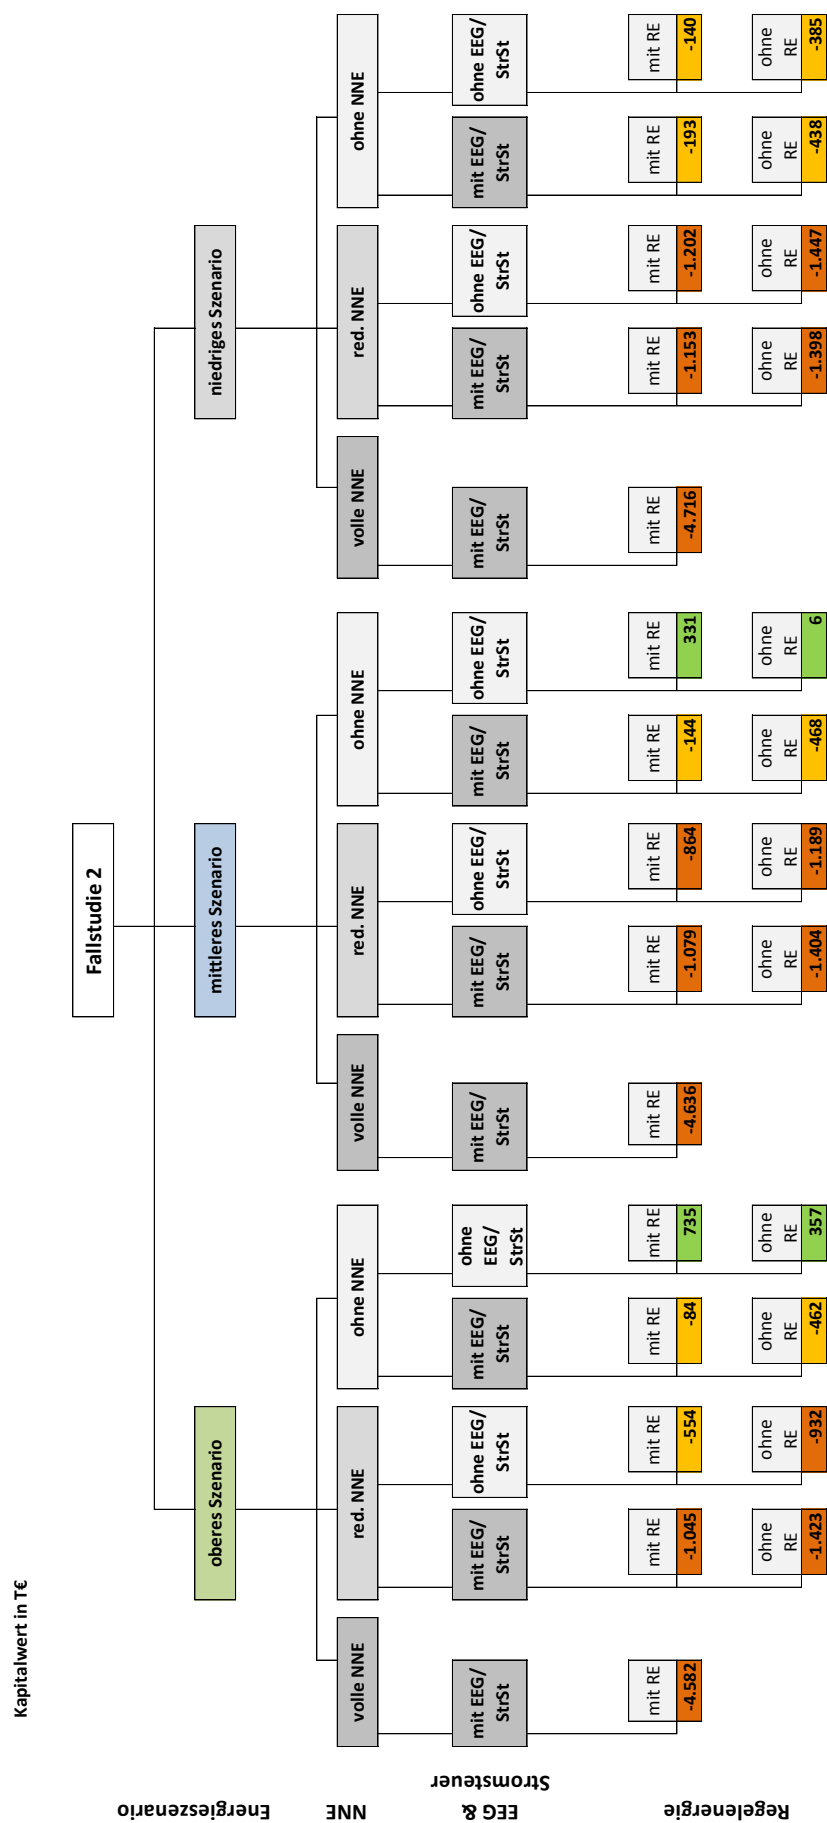 Kapitalwert in T€
Fallstudie 2
Energieszenario
oberes Szenario
mittleres Szenario
niedriges Szenario
NNE
volle NNE
red. NNE
ohne NNE
volle NNE
red. NNE
ohne NNE
volle NNE
red. NNE
ohne NNE
EEG &
Stromsteuer
mit EEG/
StrSt
mit EEG/
StrSt
ohne EEG/
StrSt
mit EEG/
StrSt
ohne
EEG/
StrSt
mit EEG/
StrSt
mit EEG/
StrSt
ohne EEG/
StrSt
mit EEG/
StrSt
ohne EEG/
StrSt
mit EEG/
StrSt
mit EEG/
StrSt
ohne EEG/
StrSt
mit EEG/
StrSt
ohne EEG/
StrSt
Regelenergie
mit RE
-4.582
mit RE
-1.045
mit RE
-554
mit RE
-84
mit RE
735
mit RE
-4.636
mit RE
-1.079
mit RE
-864
mit RE
-144
mit RE
331
mit RE
-4.716
mit RE
-1.153
mit RE
-1.202
mit RE
-193
mit RE
-140
ohne
RE
-1.423
ohne
RE
-932
ohne
RE
-462
ohne
RE
357
ohne
RE
-1.404
ohne
RE
-1.189
ohne
RE
-468
ohne
RE
6
ohne
RE
-1.398
ohne
RE
-1.447
ohne
RE
-438
ohne
RE
-385